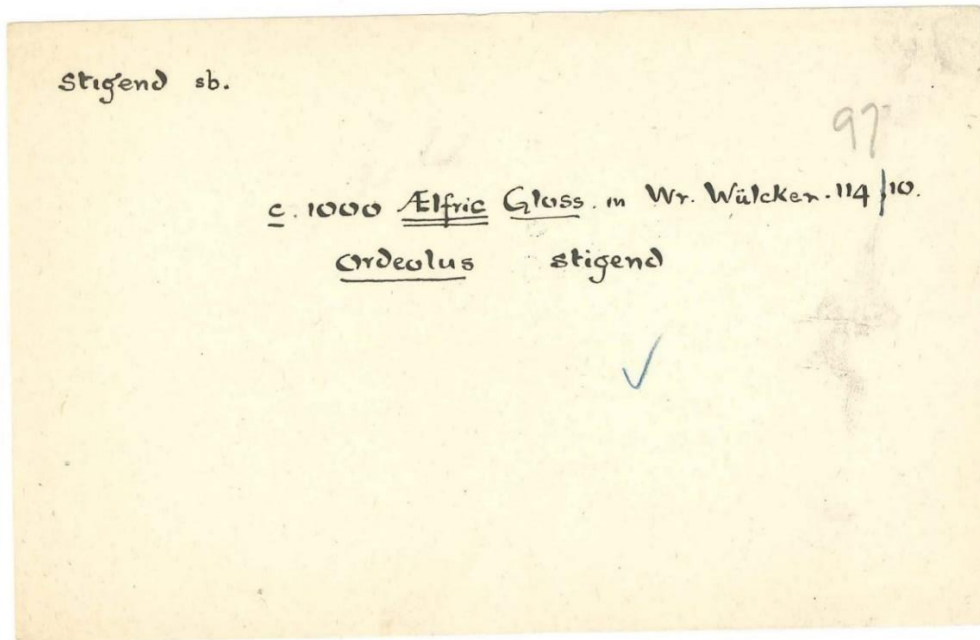 Stigend sb.
97
c. 1000 Ælfric Gloss. in Wr. Wülcker. 114/10.
Ordeolus stigend